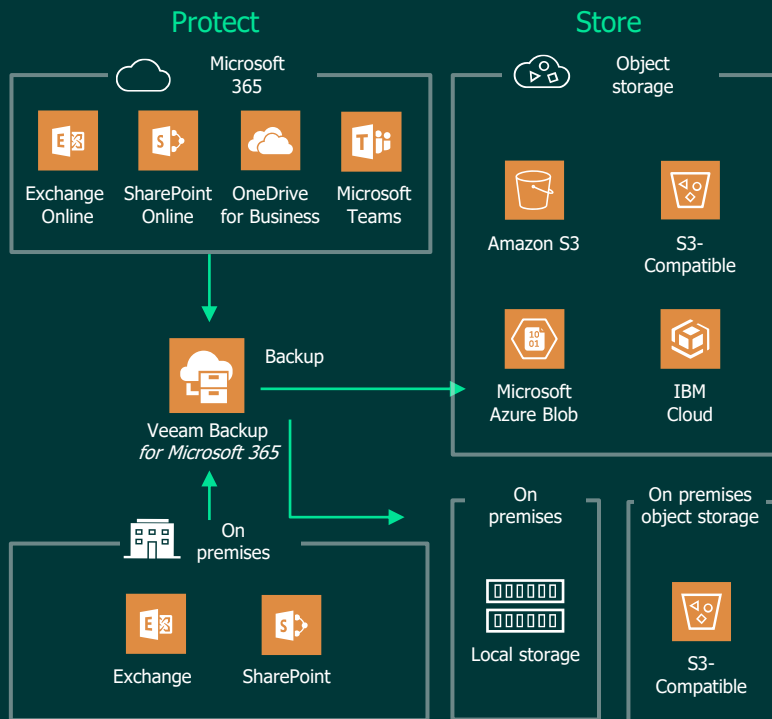 Protect
Store
Microsoft
365
Exchange
Online
SharePoint
Online
OneDrive
for Business
Microsoft
Teams
Object
storage
Amazon S3
S3-
Compatible
Microsoft
Azure Blob
IBM
Cloud
Backup
Veeam Backup
for Microsoft 365
On
premises
Exchange
SharePoint
On
premises
Local storage
On premises
object storage
S3-
Compatible
E
S
T
10
01
E
S